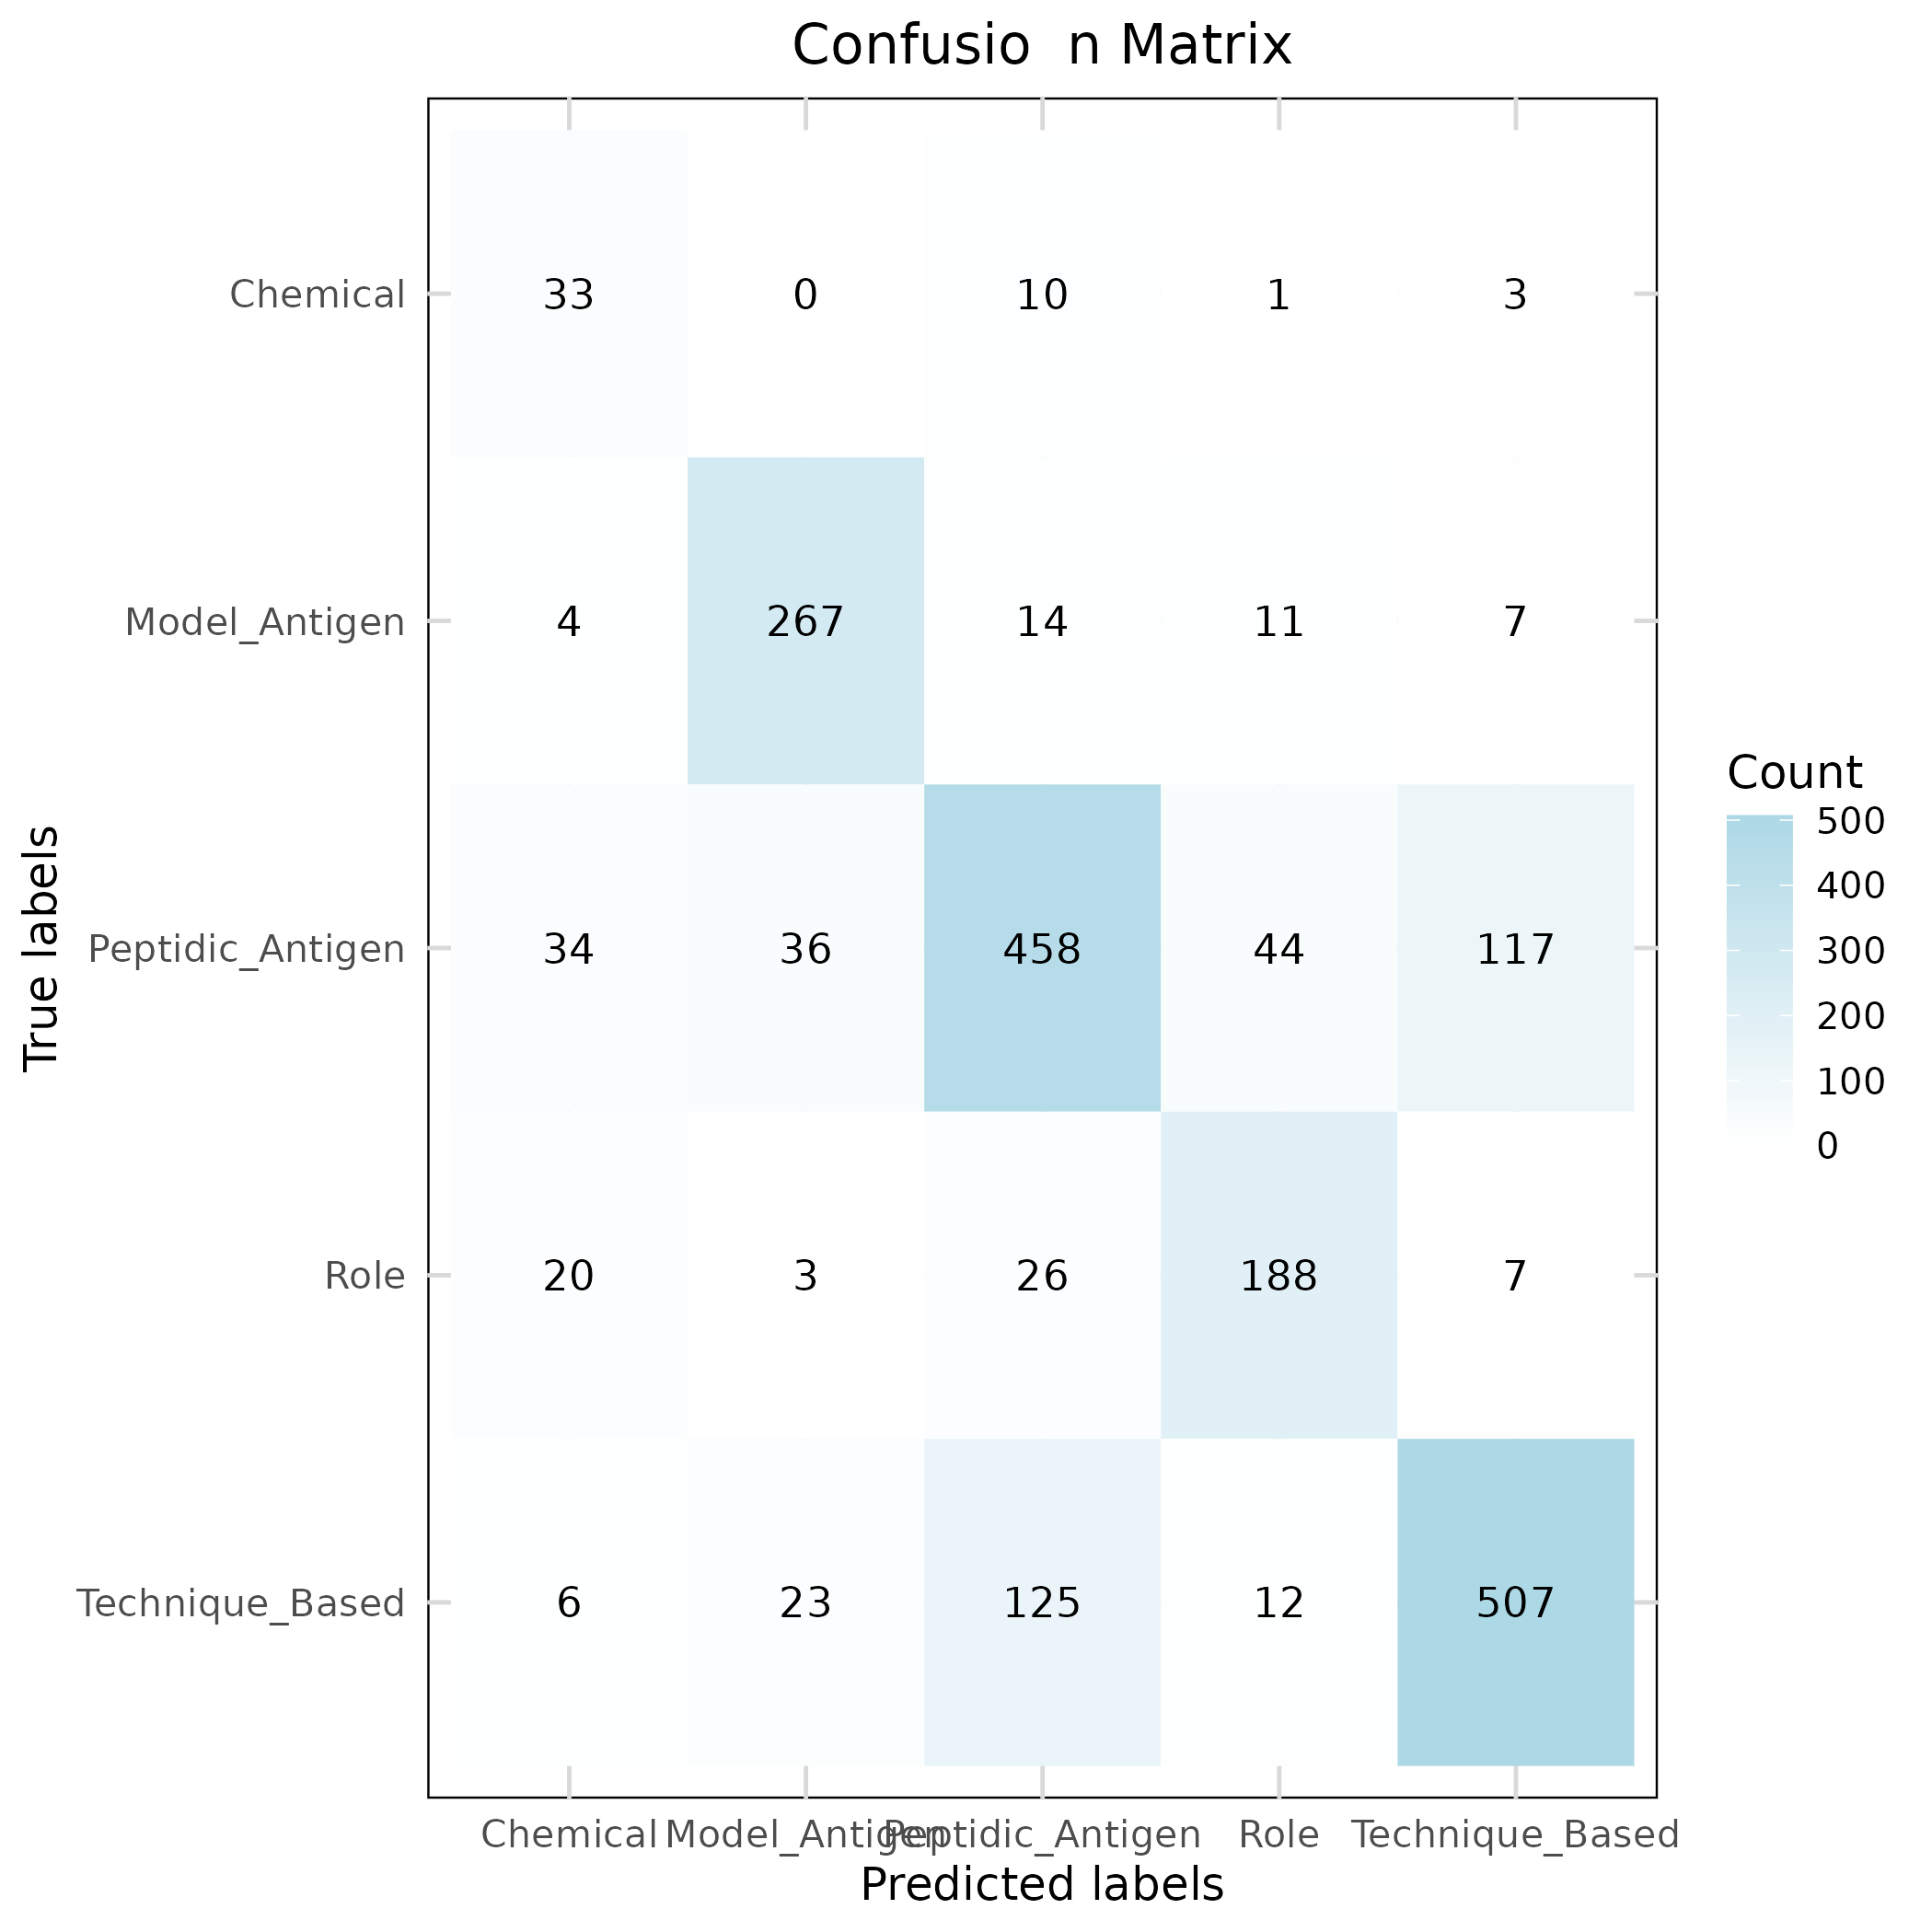 Confusio  n Matrix
Chemical 33 0 10 1 3
Model_Antigen 4 267 14 11 7
Peptidic_Antigen 34 36 458 44 117
Role 20 3 26 188 7
Technique_Based 6 23 125 12 507
Chemical Model_Antigen Peptidic_Antigen Role Technique_Based
Predicted labels
True labels
Count
500
400
300
200
100
0